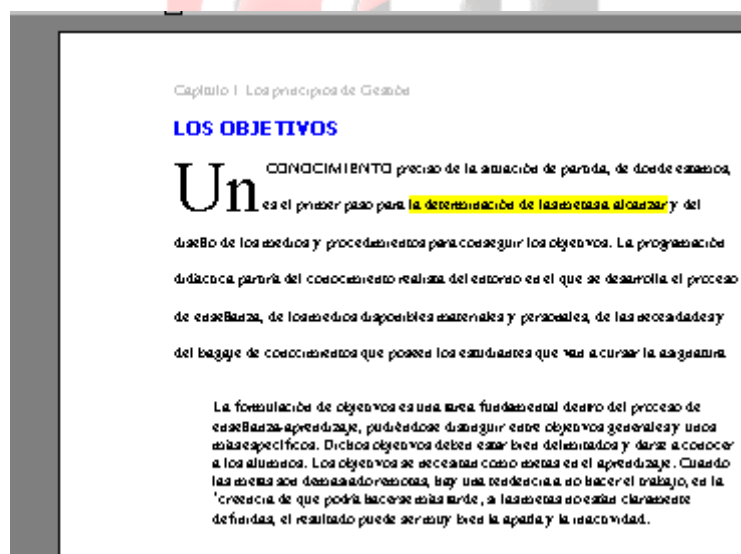 Capítulo 1 Los principios de Gestión
LOS OBJETIVOS
Un CONOCIMIENTO preciso de la situación de partida, de donde estamos,
es el primer paso para la determinación de las metas a alcanzar y del
diseño de los medios y procedimientos para conseguir los objetivos. La programación
didáctica partiría del conocimiento realista del entorno en el que se desarrolla el proceso
de enseñanza, de los medios disponibles materiales y personales, de las necesidades y
del bagaje de conocimientos que poseen los estudiantes que van a cursar la asignatura
La formulación de objetivos es una tarea fundamental dentro del proceso de
enseñanza-aprendizaje, pudiéndose distinguir entre objetivos generales y unos
más específicos. Dichos objetivos deben estar bien delimitados y darse a conocer
a los alumnos. Los objetivos se necesitan como metas en el aprendizaje. Cuando
las metas son demasiado remotas, hay una tendencia a no hacer el trabajo, en la
'creencia de que podría hacerse más tarde, si las metas no están claramente
definidas, el resultado puede ser muy bien la apatía y la inactividad.